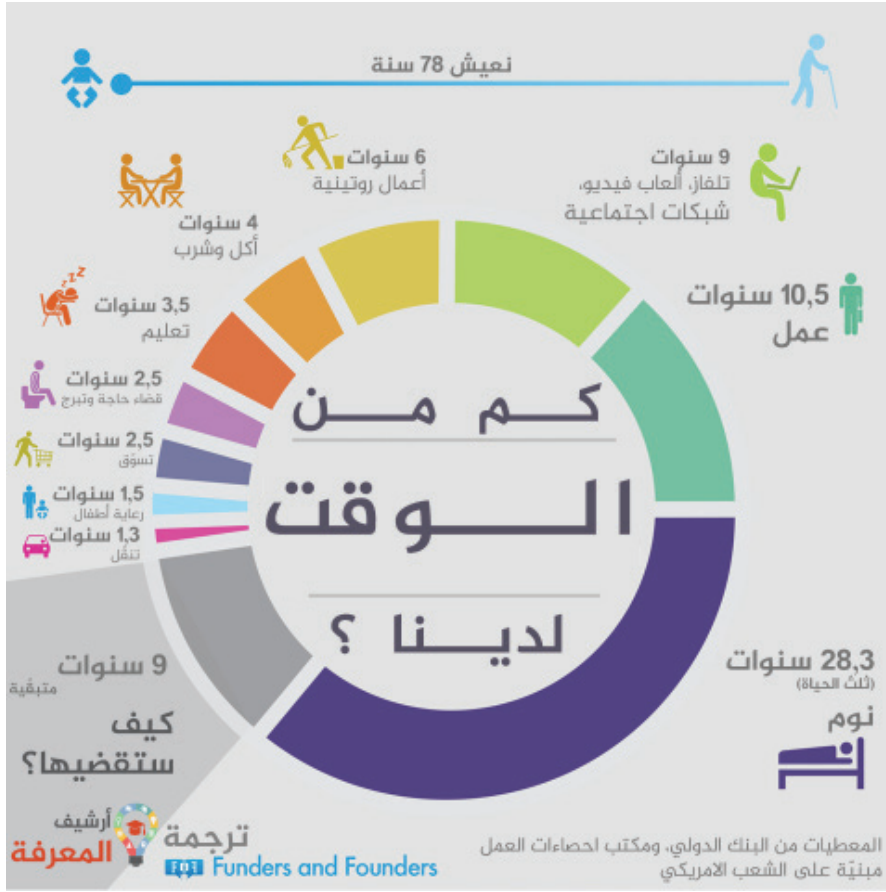 نعيش 78 سنة
9 سنوات
تلفاز، ألعاب فيديو،
شبكات اجتماعية
6 سنوات
أعمال روتينية
4 سنوات
أكل وشرب
10,5 سنوات
عمل
3,5 سنوات
تعليم
2,5 سنوات
قضاء حاجة وتبرج
2,5 سنوات
تسوّق
1,5 سنوات
رعاية أطفال
1,3 سنوات
تنقّل
كم من
الوقت
لدينا ؟
28,3 سنوات
(ثلث الحياة)
نوم
9 سنوات
متبقّية
كيف
ستقضيها؟
أرشيف
المعرفة
ترجمة
Funders and Founders
المعطيات من البنك الدولي، ومكتب احصاءات العمل
مبنيّة على الشعب الامريكي